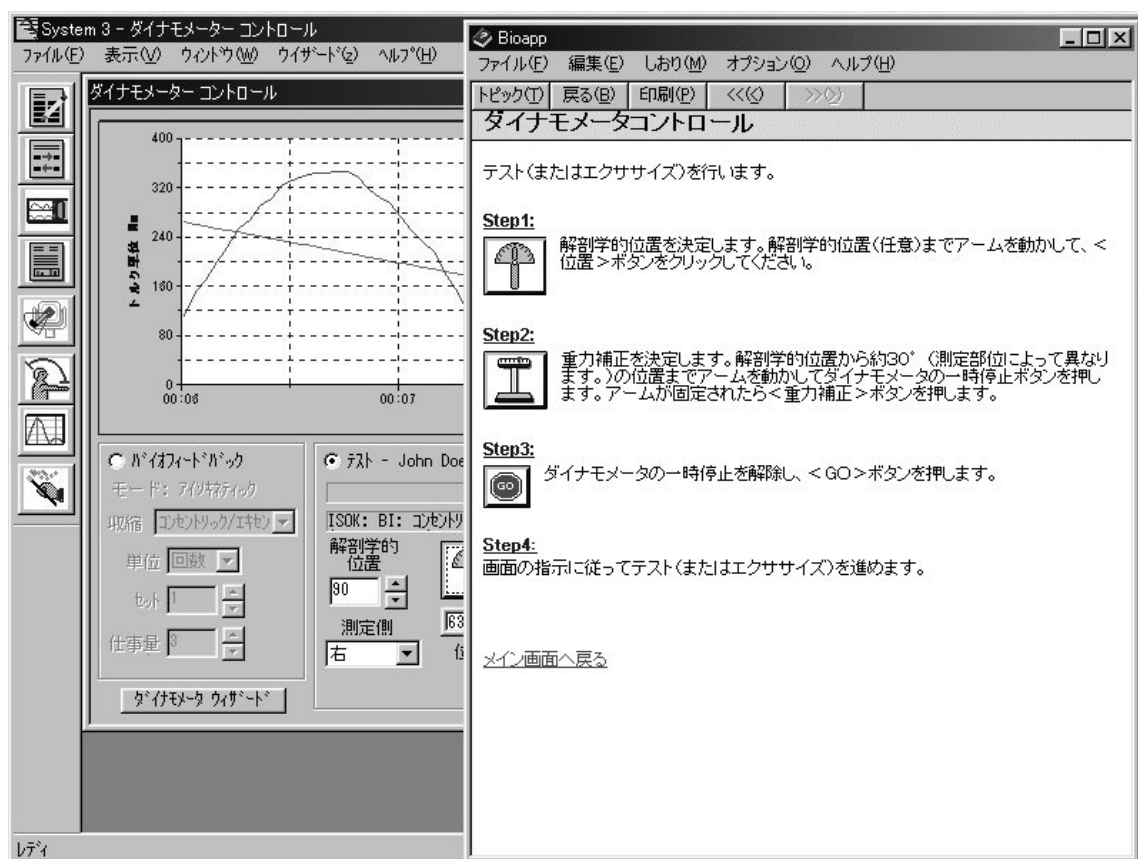 System 3 - ダイナモメーター コントロール
ファイル(F) 表示(V) ウィンドウ(W) ウイザード(z) ヘルプ(H)
ダイナモメーター コントロール
400
320
240
160
80
0
トルク単位 Nm
00:06 00:07
バイオフィードバック
モード: アイソキネティック
収縮 コンセントリック/エキセン
単位 回数
セット 1
仕事量 3
ダイナモメータ ウィザード
テスト - John Doe
ISOK: BI: コンセントリ
解剖学的
位置
90
63
測定側
右
レディ
Bioapp
ファイル(F) 編集(E) しおり(M) オプション(O) ヘルプ(H)
トピック(T) 戻る(B) 印刷(P) <<(<) >>(>)
ダイナモメータコントロール
テスト(またはエクササイズ)を行います。
Step1:
解剖学的位置を決定します。解剖学的位置(任意)までアームを動かして、<
位置>ボタンをクリックしてください。
Step2:
重力補正を決定します。解剖学的位置から約30°(測定部位によって異なり
ます。)の位置までアームを動かしてダイナモメータの一時停止ボタンを押し
ます。アームが固定されたら<重力補正>ボタンを押します。
Step3:
GO
ダイナモメータの一時停止を解除し、<GO>ボタンを押します。
Step4:
画面の指示に従ってテスト(またはエクササイズ)を進めます。
メイン画面へ戻る